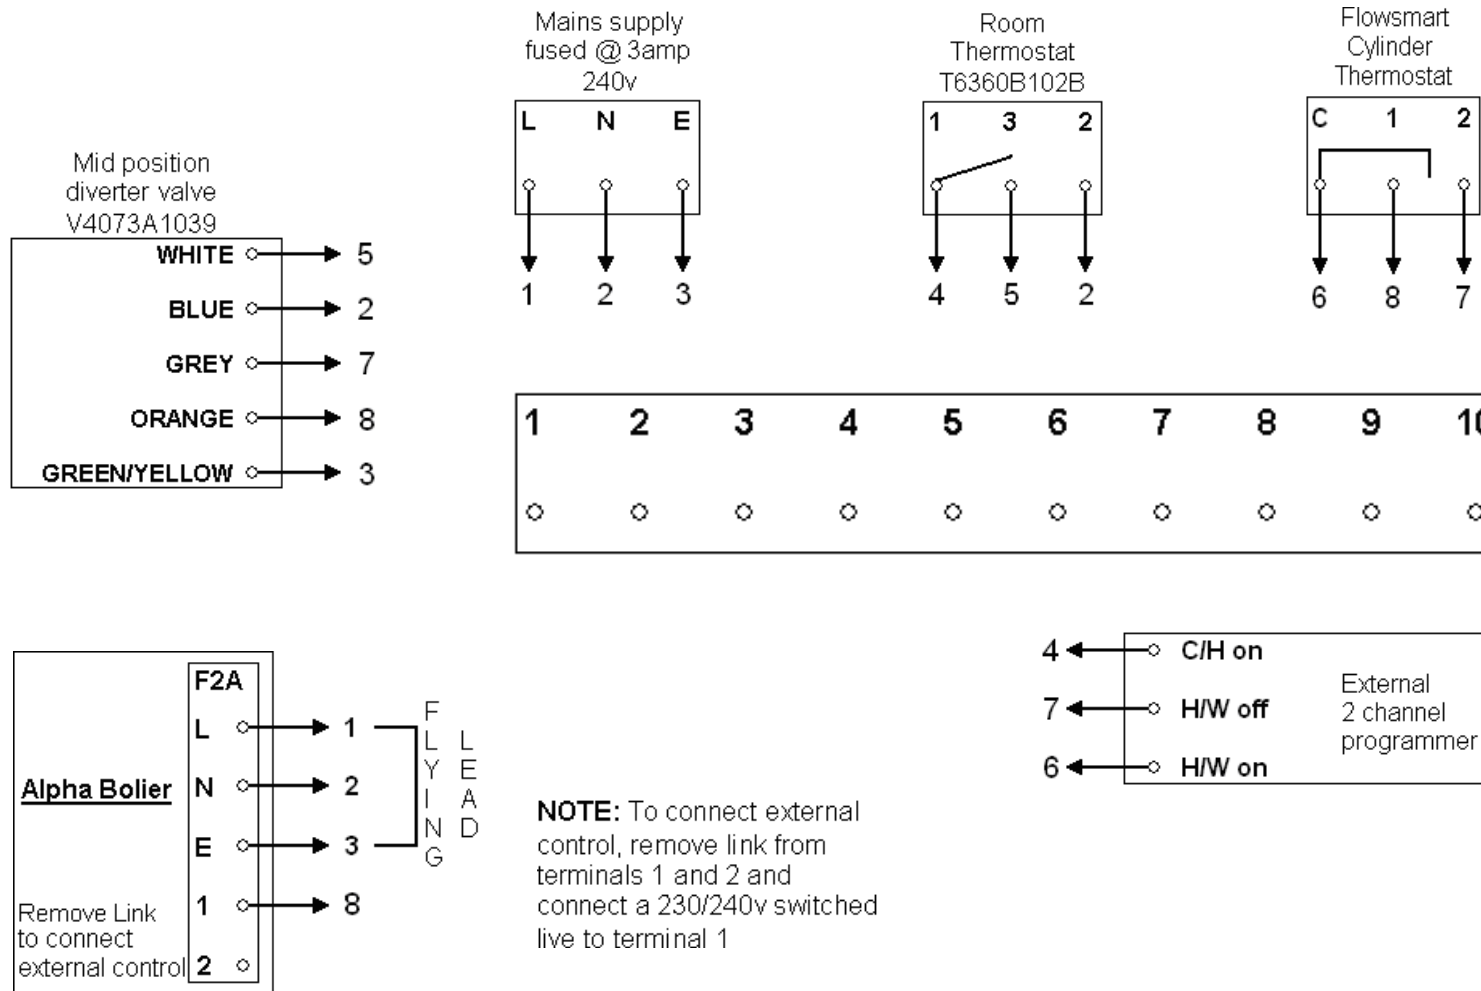 Mains supply
fused @ 3amp
240v
L N E
1 2 3
Room
Thermostat
T6360B102B
1 3 2
4 5 2
Flowsmart
Cylinder
Thermostat
C 1 2
6 8 7
Mid position
diverter valve
V4073A1039
WHITE 5
BLUE 2
GREY 7
ORANGE 8
GREEN/YELLOW 3
1 2 3 4 5 6 7 8 9 10
Alpha Bolier
F2A
L 1
N 2
E 3
1 8
2
Remove Link
to connect
external control
FLYING
LEAD
NOTE: To connect external
control, remove link from
terminals 1 and 2 and
connect a 230/240v switched
live to terminal 1
4 C/H on
7 H/W off
6 H/W on
External
2 channel
programmer